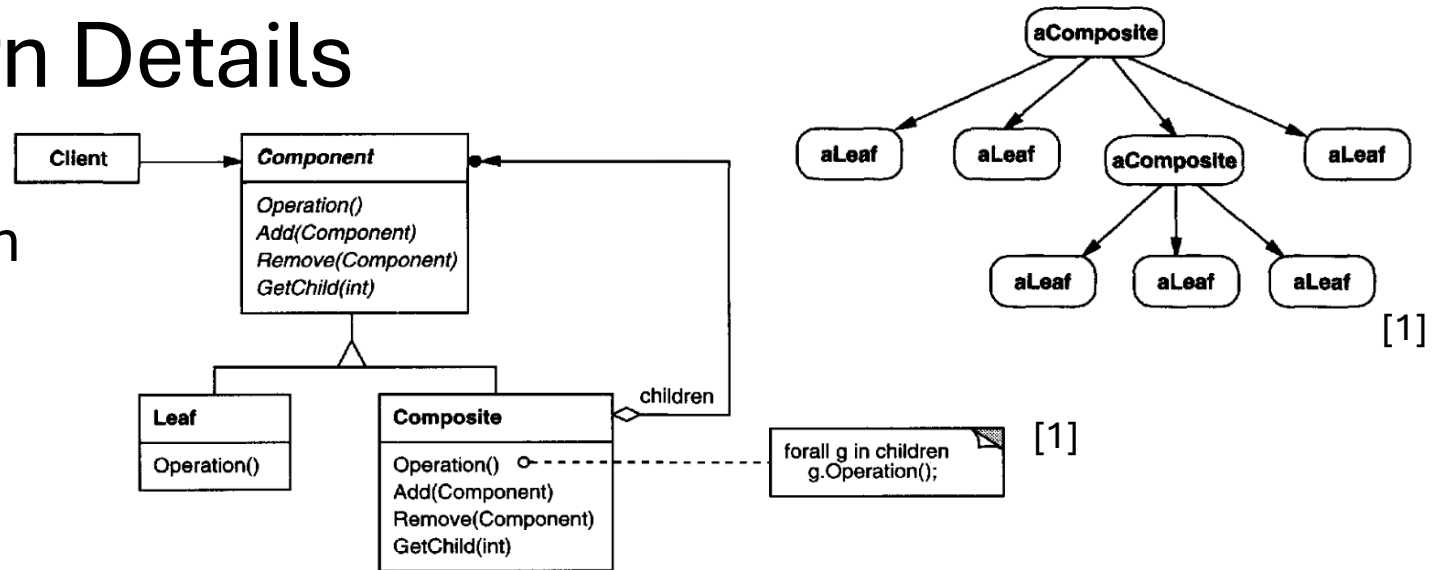 n Details
n
Client
Component
Operation()
Add(Component)
Remove(Component)
GetChild(int)
Leaf
Operation()
Composite
Operation()
Add(Component)
Remove(Component)
GetChild(int)
children
forall g in children
g.Operation();
[1]
aComposite
aLeaf
aLeaf
aComposite
aLeaf
aLeaf
aLeaf
aLeaf
[1]